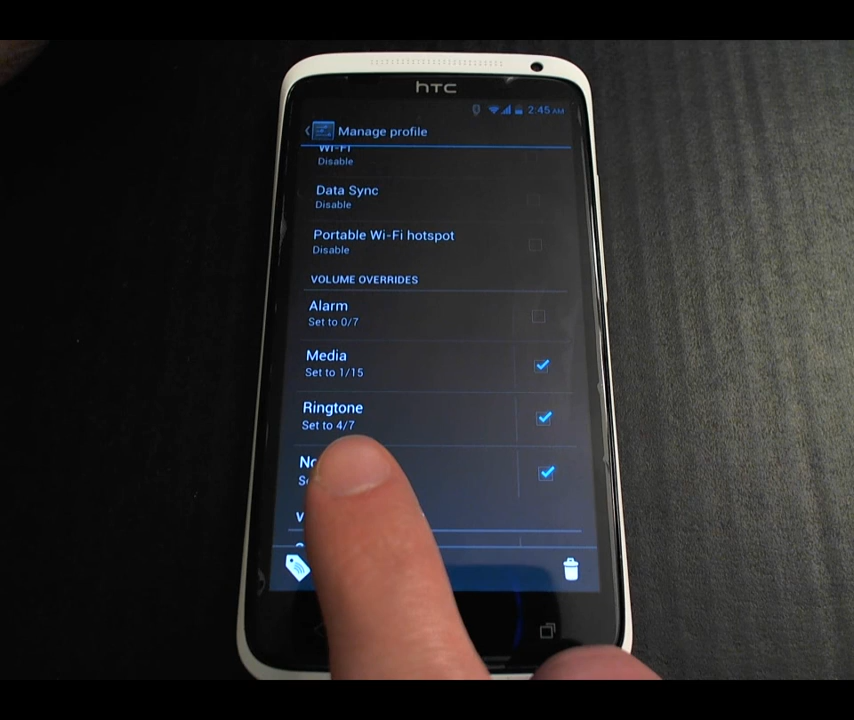 hTC
2:45 AM
Manage profile
Wi-Fi
Disable
Data Sync
Disable
Portable Wi-Fi hotspot
Disable
VOLUME OVERRIDES
Alarm
Set to 0/7
Media
Set to 1/15
Ringtone
Set to 4/7